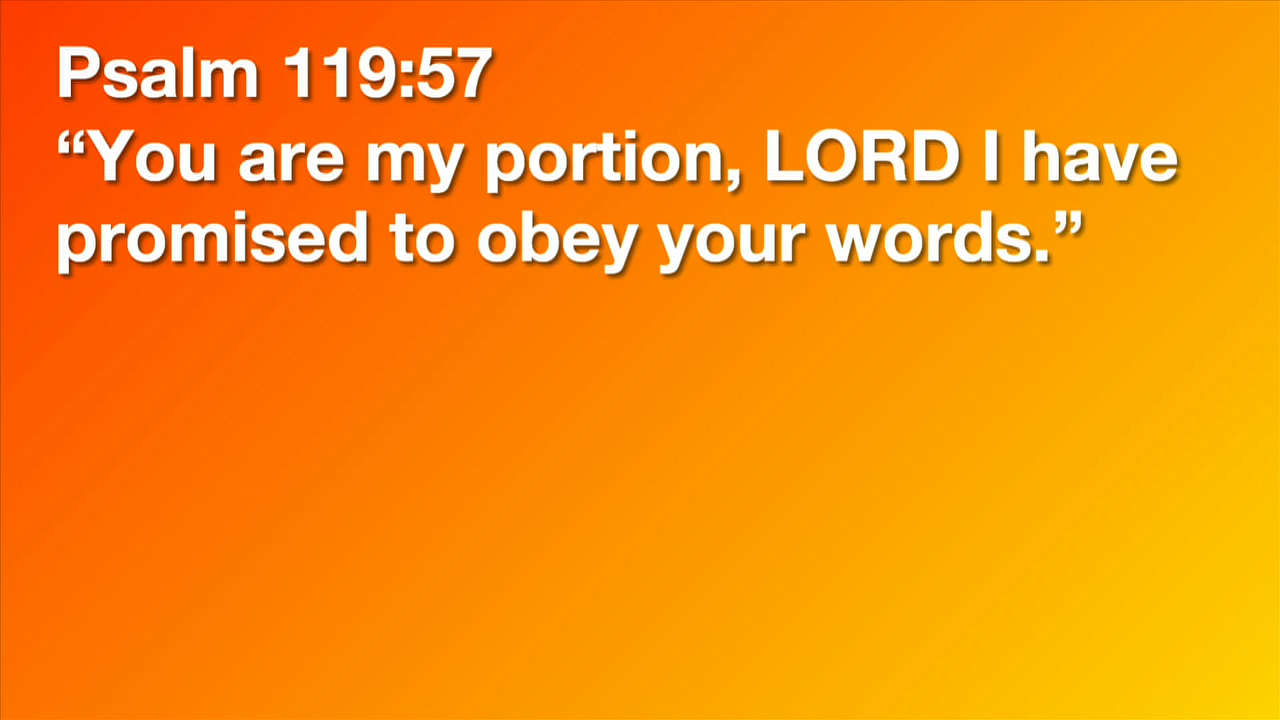 Psalm 119:57
“You are my portion, LORD I have
promised to obey your words.”